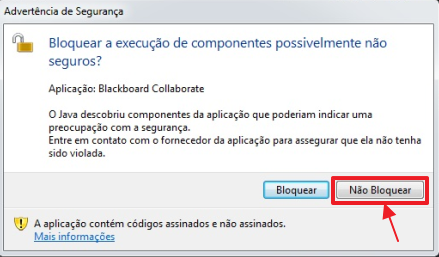 Advertência de Segurança
Bloquear a execução de componentes possivelmente não
seguros?
Aplicação: Blackboard Collaborate
O Java descobriu componentes da aplicação que poderiam indicar uma
preocupação com a segurança.
Entre em contato com o fornecedor da aplicação para assegurar que ela não tenha
sido violada.
Bloquear
Não Bloquear
A aplicação contém códigos assinados e não assinados.
Mais informações